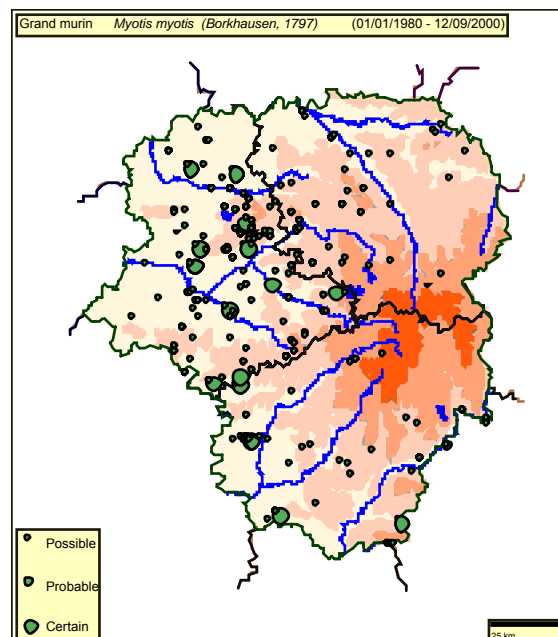 Grand murin Myotis myotis (Borkhausen, 1797) (01/01/1980 - 12/09/2000)
Possible
Probable
Certain
25 km